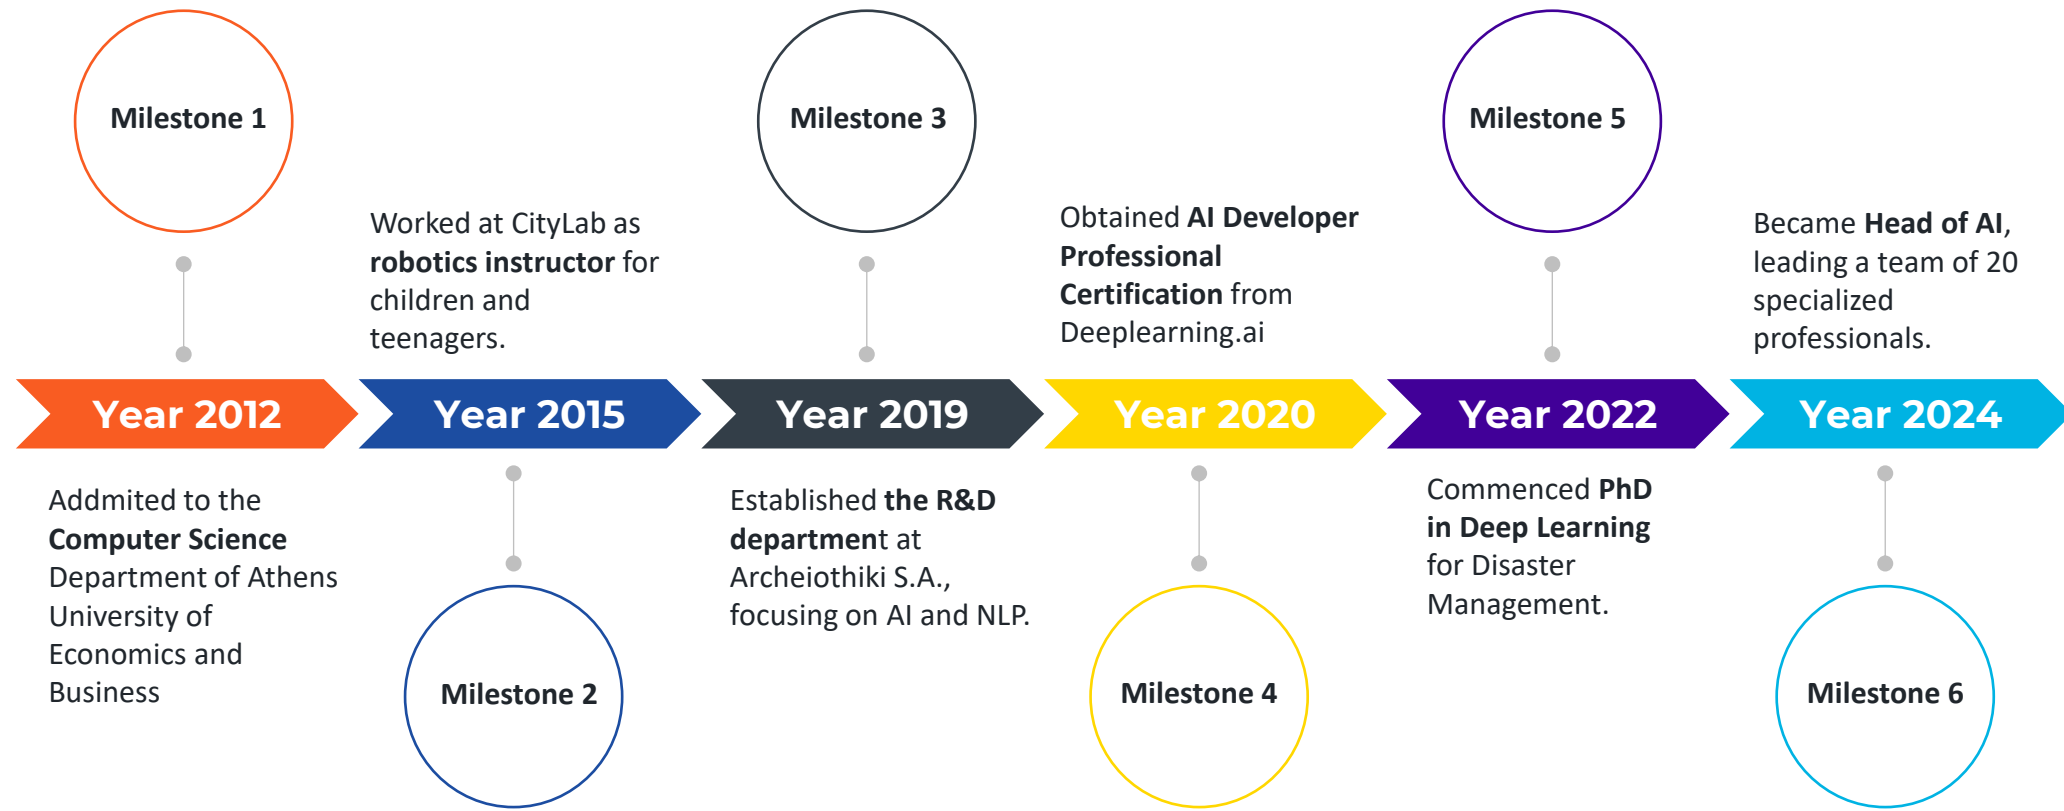 Milestone 1
Milestone 3
Milestone 5
Worked at CityLab as
robotics instructor for
children and
teenagers.
Obtained AI Developer
Professional
Certification from
Deeplearning.ai
Became Head of AI,
leading a team of 20
specialized
professionals.
Year 2012
Year 2015
Year 2019
Year 2020
Year 2022
Year 2024
Addmited to the
Computer Science
Department of Athens
University of
Economics and
Business
Established the R&D
department at
Archeiothiki S.A.,
focusing on AI and NLP.
Commenced PhD
in Deep Learning
for Disaster
Management.
Milestone 2
Milestone 4
Milestone 6